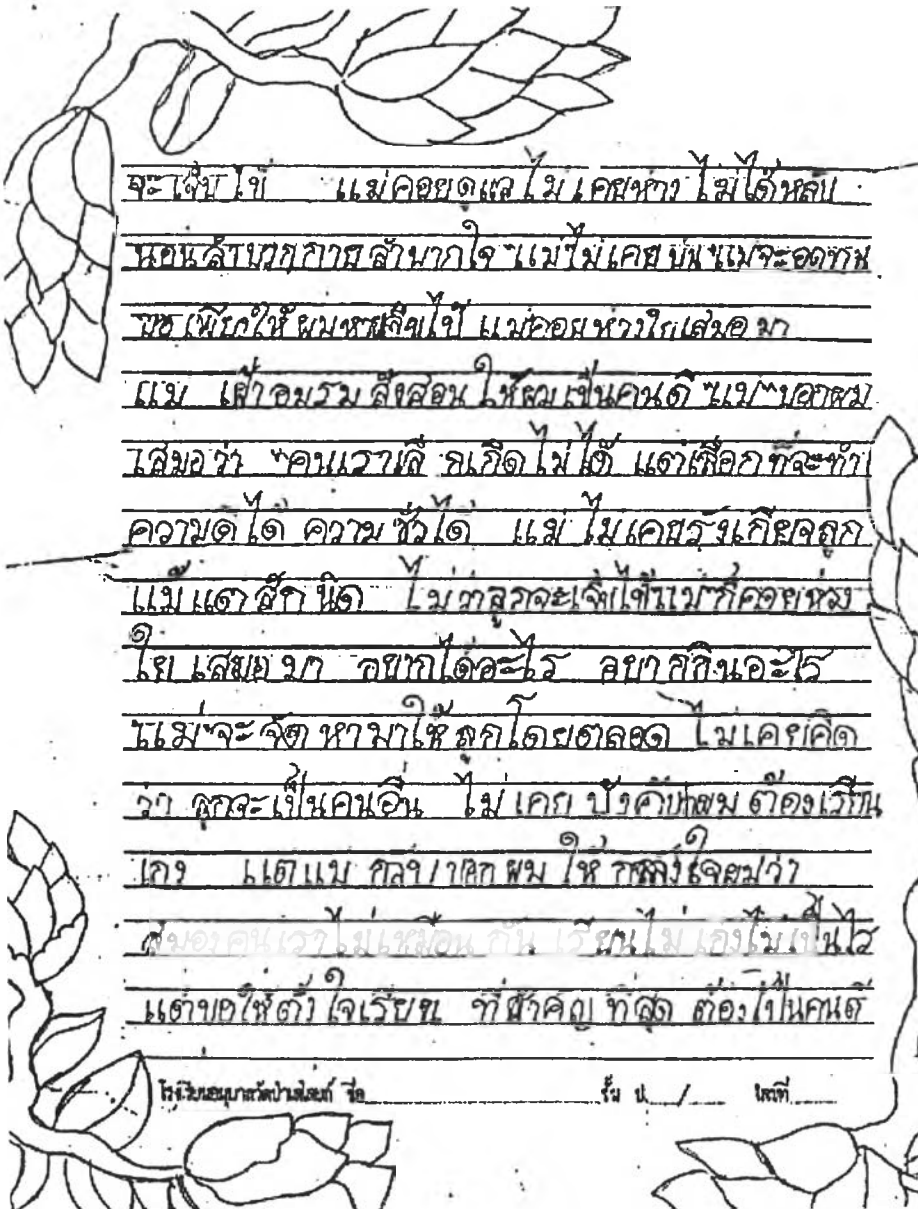 จะเจ็บไข้ แม่คอยดูแล ไม่เคยห่าง ไม่ได้หลับ
นอนลำบากกายลำบากใจ "แม่ไม่เคยบ่น"แม่จะอดทน
ขอเพียงให้ผมหายเจ็บไข้ แม่คอยห่วงใยเสมอมา
แม่ เฝ้าอบรม สั่งสอน ให้ผมเป็นคนดี "แม่"บอกผม
เสมอว่า "คนเราเลือกเกิดไม่ได้ แต่เลือกที่จะทำ
ความดีได้ ความชั่วได้ แม่ ไม่เคยรังเกียจลูก
แม้แต่สักนิด ไม่ว่าลูกจะเจ็บไข้แม่ก็คอยห่วง
ใยเสมอมา อยากได้อะไร อยากกินอะไร
"แม่"จะจัดหามาให้ลูกโดยตลอด ไม่เคยคิด
ว่า ลูกจะเป็นคนอื่น ไม่เคยบังคับผมต้องเรียน
เก่ง แต่แม่ ผมให้ ว่า
สมองคนเราไม่เหมือนกัน เรียนไม่เก่งไม่เป็นไร
แต่ขอให้ตั้งใจเรียน ที่สำคัญที่สุด ต้องเป็นคนดี
โรงเรียนอนุบาลวัดป่าเลไลยก์ ชื่อ ชั้น ป. / เลขที่